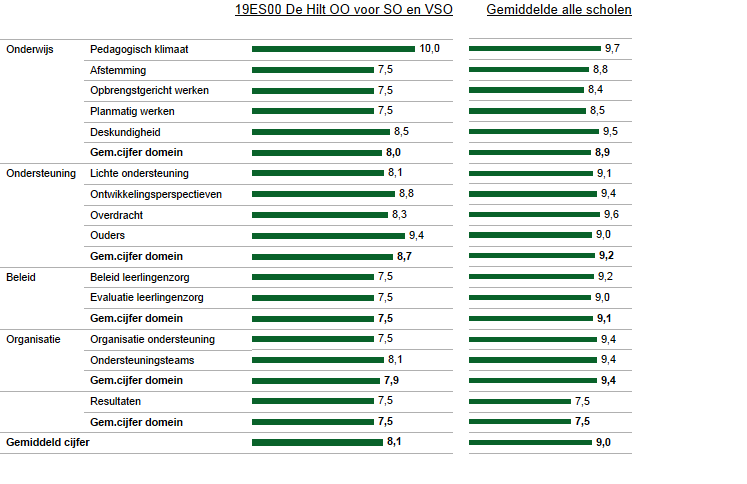 19ES00 De Hilt OO voor SO en VSO Gemiddelde alle scholen
Onderwijs Pedagogisch klimaat 10,0 9,7
Afstemming 7,5 8,8
Opbrengstgericht werken 7,5 8,4
Planmatig werken 7,5 8,5
Deskundigheid 8,5 9,5
Gem.cijfer domein 8,0 8,9
Ondersteuning Lichte ondersteuning 8,1 9,1
Ontwikkelingsperspectieven 8,8 9,4
Overdracht 8,3 9,6
Ouders 9,4 9,0
Gem.cijfer domein 8,7 9,2
Beleid Beleid leerlingenzorg 7,5 9,2
Evaluatie leerlingenzorg 7,5 9,0
Gem.cijfer domein 7,5 9,1
Organisatie Organisatie ondersteuning 7,5 9,4
Ondersteuningsteams 8,1 9,4
Gem.cijfer domein 7,9 9,4
Resultaten 7,5 7,5
Gem.cijfer domein 7,5 7,5
Gemiddeld cijfer 8,1 9,0